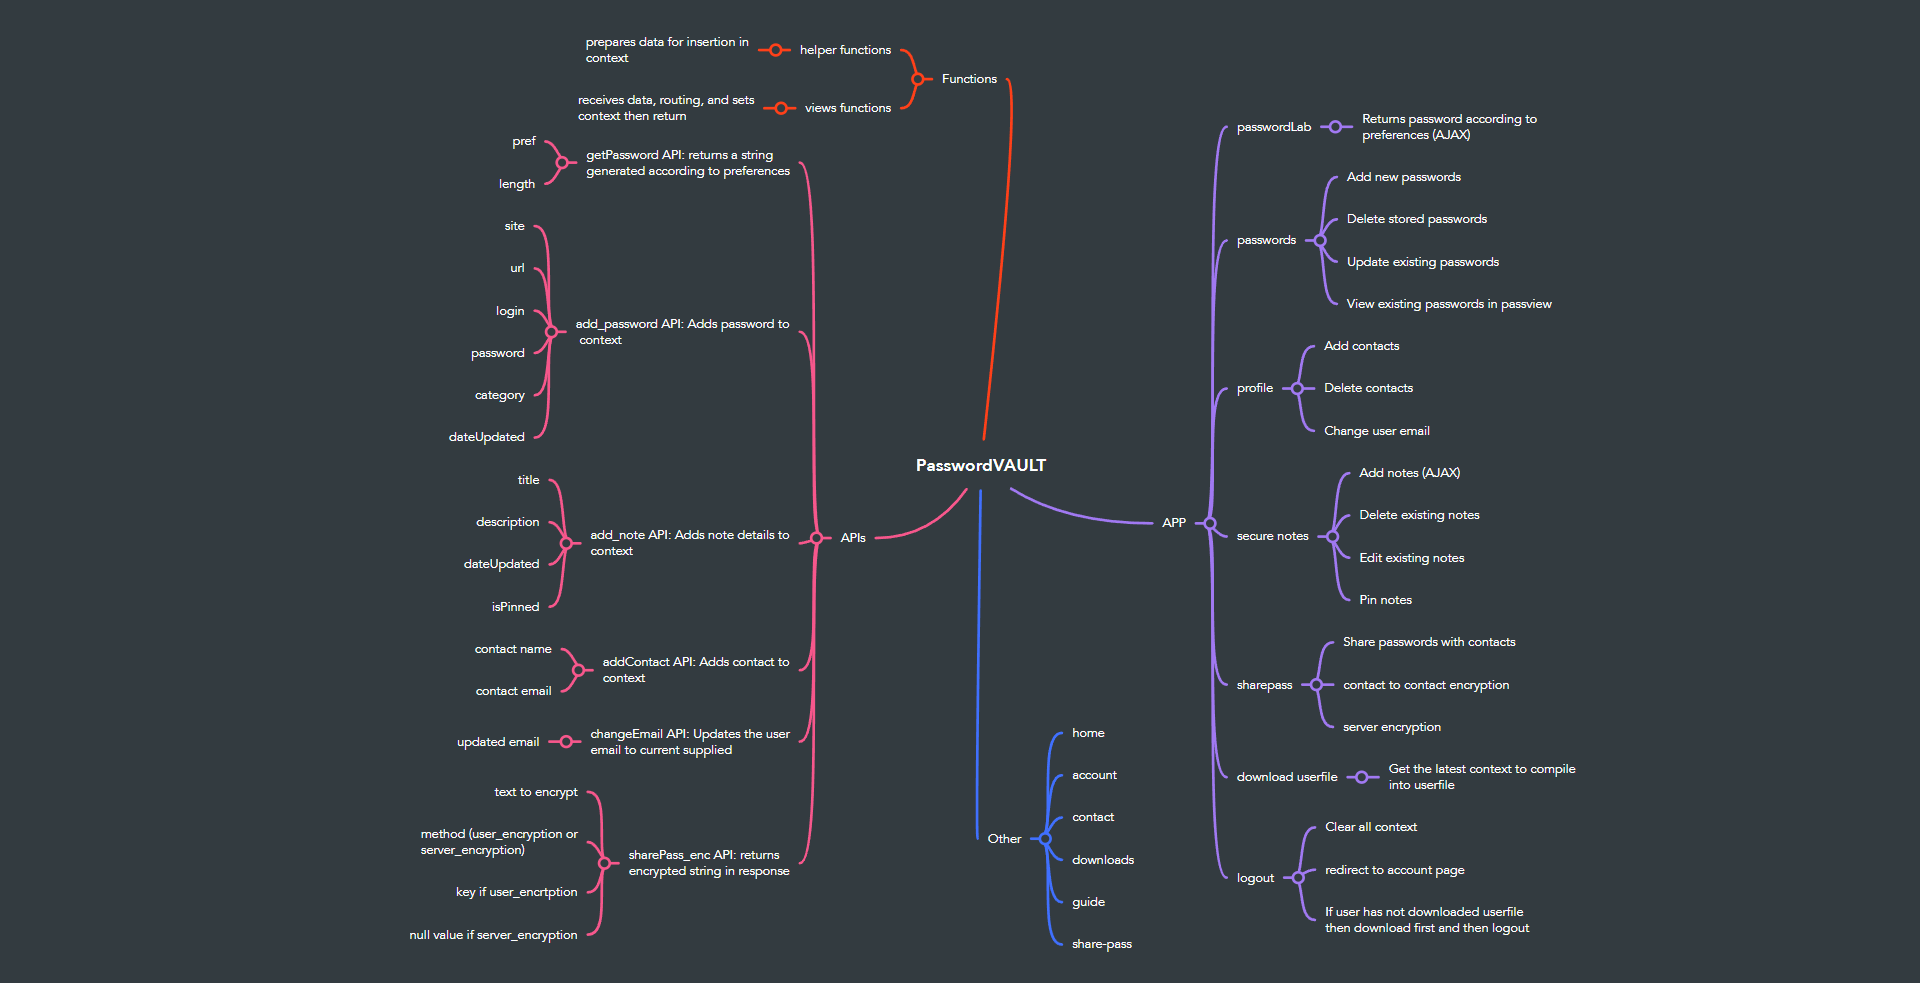 PasswordVAULT
Functions
helper functions
prepares data for insertion in
context
views functions
receives data, routing, and sets
context then return
APIs
getPassword API: returns a string
generated according to preferences
pref
length
add_password API: Adds password to
context
site
url
login
password
category
dateUpdated
add_note API: Adds note details to
context
title
description
dateUpdated
isPinned
addContact API: Adds contact to
context
contact name
contact email
changeEmail API: Updates the user
email to current supplied
updated email
sharePass_enc API: returns
encrypted string in response
text to encrypt
method (user_encryption or
server_encryption)
key if user_encrtption
null value if server_encryption
APP
passwordLab
Returns password according to
preferences (AJAX)
passwords
Add new passwords
Delete stored passwords
Update existing passwords
View existing passwords in passview
profile
Add contacts
Delete contacts
Change user email
secure notes
Add notes (AJAX)
Delete existing notes
Edit existing notes
Pin notes
sharepass
Share passwords with contacts
contact to contact encryption
server encryption
download userfile
Get the latest context to compile
into userfile
logout
Clear all context
redirect to account page
If user has not downloaded userfile
then download first and then logout
Other
home
account
contact
downloads
guide
share-pass